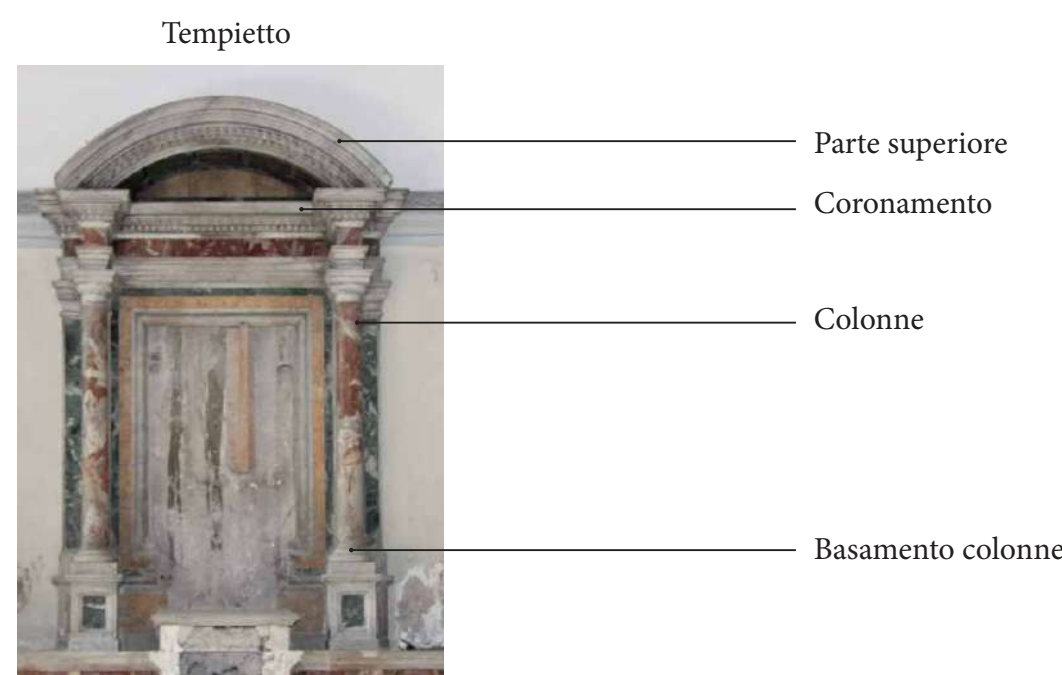 Tempietto
Parte superiore
Coronamento
Colonne
Basamento colonne